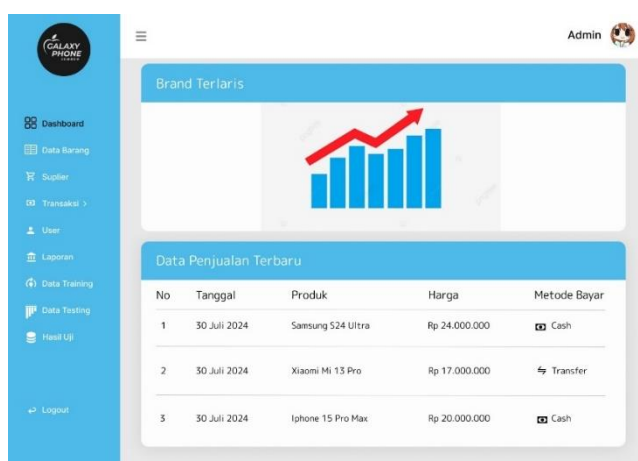 GALAXY
PHONE
Admin
Dashboard
Data Barang
Suplier
Transaksi >
User
Laporan
Data Training
Data Testing
Hasil Uji
Logout
Brand Terlaris
Data Penjualan Terbaru
No Tanggal Produk Harga Metode Bayar
1 30 Juli 2024 Samsung S24 Ultra Rp 24.000.000 Cash
2 30 Juli 2024 Xiaomi Mi 13 Pro Rp 17.000.000 Transfer
3 30 Juli 2024 Iphone 15 Pro Max Rp 20.000.000 Cash